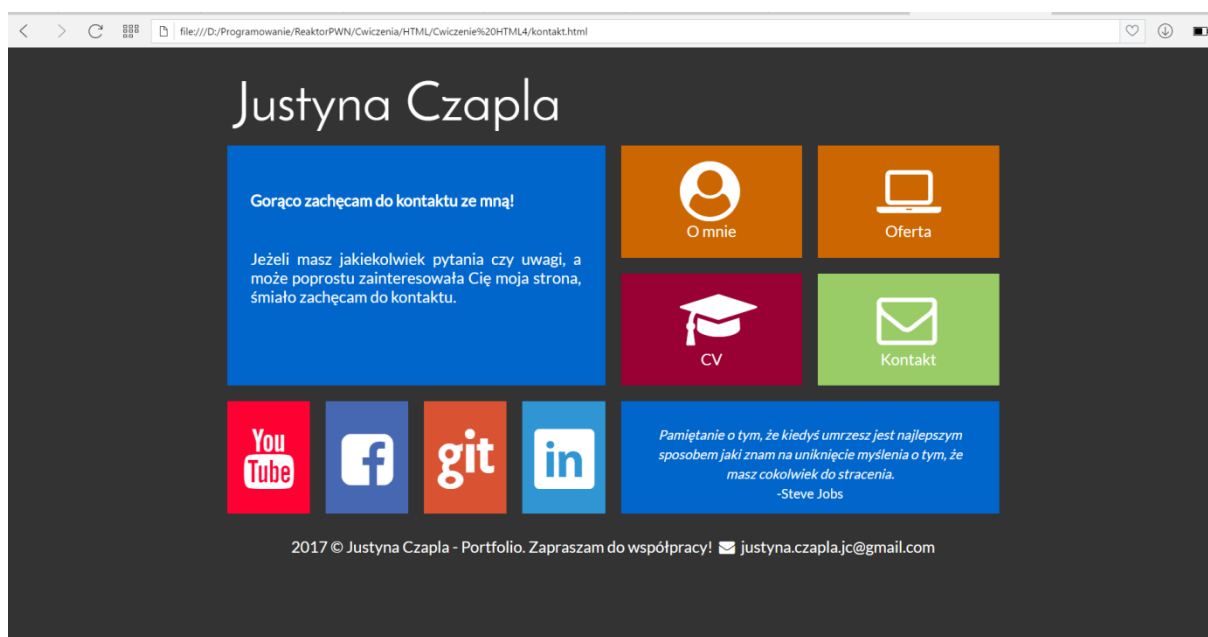 file:///D:/Programowanie/ReaktorPWN/Cwiczenia/HTML/Cwiczenie%20HTML4/kontakt.html
Justyna Czapla
Gorąco zachęcam do kontaktu ze mną!
Jeżeli masz jakiekolwiek pytania czy uwagi, a
może poprostu zainteresowała Cię moja strona,
śmiało zachęcam do kontaktu.
O mnie
Oferta
CV
Kontakt
You
Tube
f
git
in
Pamiętanie o tym, że kiedyś umrzesz jest najlepszym
sposobem jaki znam na uniknięcie myślenia o tym, że
masz cokolwiek do stracenia.
-Steve Jobs
2017 © Justyna Czapla - Portfolio. Zapraszam do współpracy! justyna.czapla.jc@gmail.com